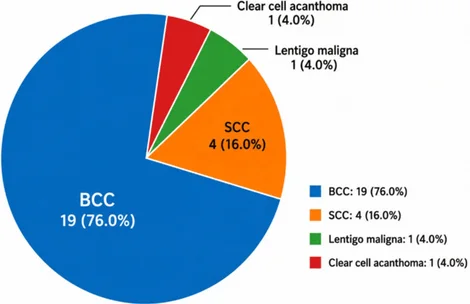 Clear cell acanthoma
1 (4.0%)
Lentigo maligna
1 (4.0%)
SCC
4 (16.0%)
BCC
19 (76.0%)
BCC: 19 (76.0%)
SCC: 4 (16.0%)
Lentigo maligna: 1 (4.0%)
Clear cell acanthoma: 1 (4.0%)